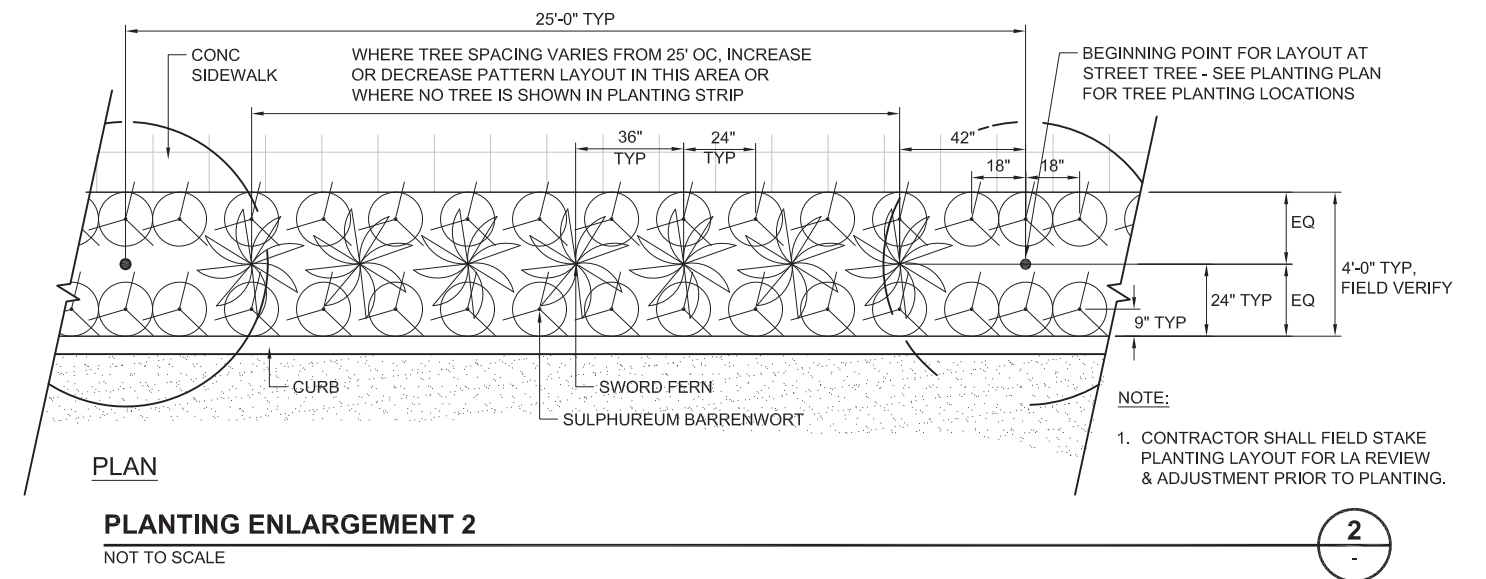 25'-0" TYP
CONC
SIDEWALK
WHERE TREE SPACING VARIES FROM 25' OC, INCREASE
OR DECREASE PATTERN LAYOUT IN THIS AREA OR
WHERE NO TREE IS SHOWN IN PLANTING STRIP
BEGINNING POINT FOR LAYOUT AT
STREET TREE - SEE PLANTING PLAN
FOR TREE PLANTING LOCATIONS
36"
TYP
24"
TYP
42"
18"
18"
EQ
4'-0" TYP,
FIELD VERIFY
24" TYP
EQ
9" TYP
CURB
SWORD FERN
SULPHUREUM BARRENWORT
NOTE:
1. CONTRACTOR SHALL FIELD STAKE
PLANTING LAYOUT FOR LA REVIEW
& ADJUSTMENT PRIOR TO PLANTING.
PLAN
PLANTING ENLARGEMENT 2
NOT TO SCALE
2
-